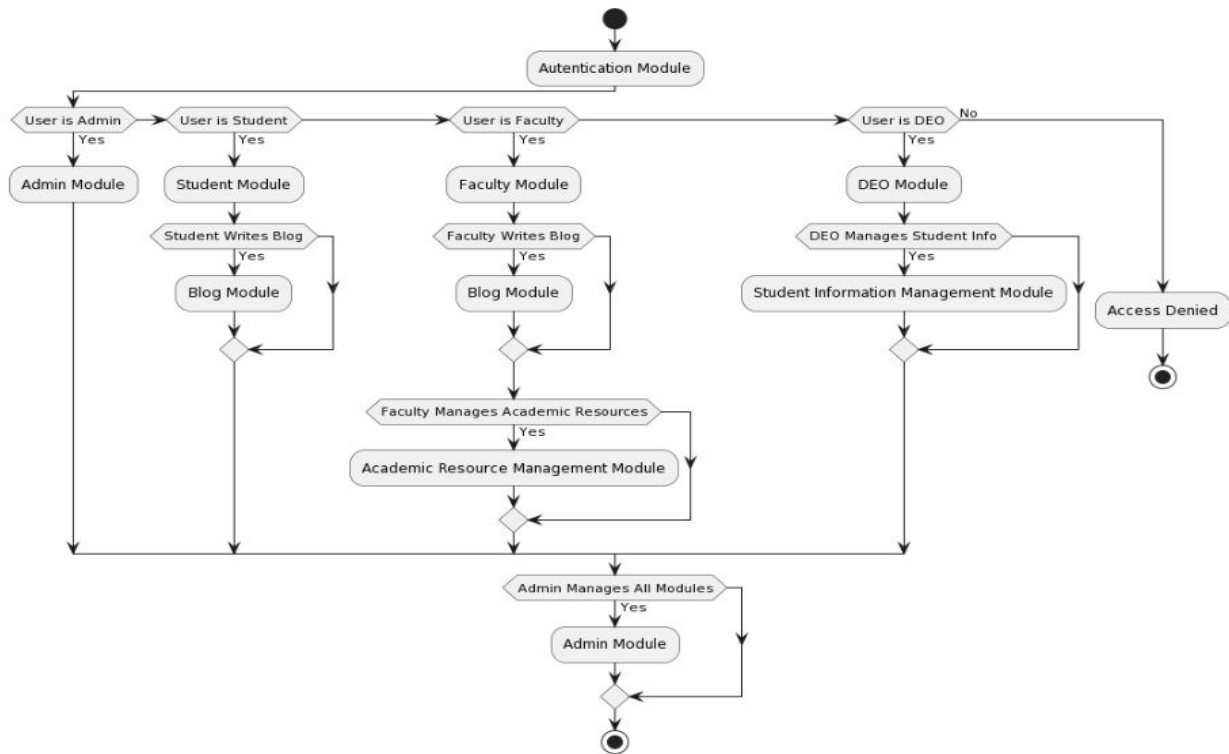 Autentication Module
User is Admin
User is Student
User is Faculty
User is DEO
No
Yes
Yes
Yes
Yes
Admin Module
Student Module
Faculty Module
DEO Module
Student Writes Blog
Faculty Writes Blog
DEO Manages Student Info
Yes
Yes
Yes
Blog Module
Blog Module
Student Information Management Module
Access Denied
Faculty Manages Academic Resources
Yes
Academic Resource Management Module
Admin Manages All Modules
Yes
Admin Module